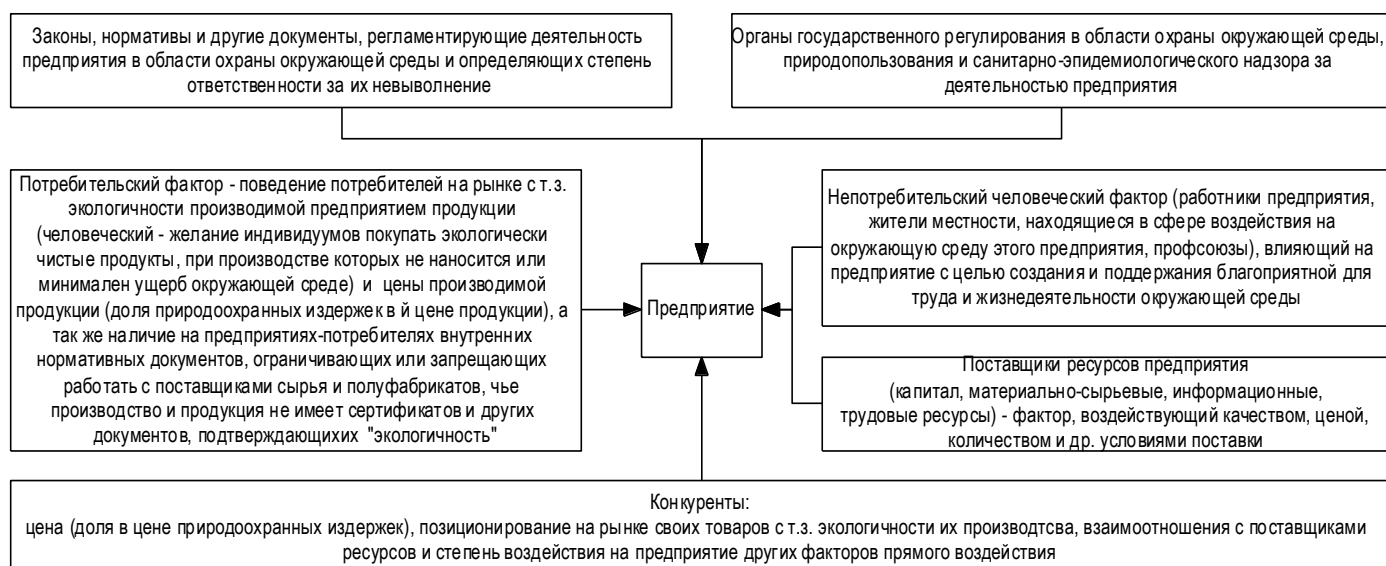 Законы, нормативы и другие документы, регламентирующие деятельность
предприятия в области охраны окружающей среды и определяющих степень
ответственности за их невыволнение
Органы государственного регулирования в области охраны окружающей среды,
природопользования и санитарно-эпидемиологического надзора за
деятельностью предприятия
Потребительский фактор - поведение потребителей на рынке с т.з.
экологичности производимой предприятием продукции
(человеческий - желание индивидуумов покупать экологически
чистые продукты, при производстве которых не наносится или
минимален ущерб окружающей среде) и цены производимой
продукции (доля природоохранных издержек в й цене продукции), а
так же наличие на предприятиях-потребителях внутренних
нормативных документов, ограничивающих или запрещающих
работать с поставщиками сырья и полуфабрикатов, чье
производство и продукция не имеет сертификатов и других
документов, подтверждающихих "экологичность"
Предприятие
Непотребительский человеческий фактор (работники предприятия,
жители местности, находящиеся в сфере воздействия на
окружающую среду этого предприятия, профсоюзы), влияющий на
предприятие с целью создания и поддержания благоприятной для
труда и жизнедеятельности окружающей среды
Поставщики ресурсов предприятия
(капитал, материально-сырьевые, информационные,
трудовые ресурсы) - фактор, воздействующий качеством, ценой,
количеством и др. условиями поставки
Конкуренты:
цена (доля в цене природоохранных издержек), позиционирование на рынке своих товаров с т.з. экологичности их произвводтсва, взаимоотношения с поставщиками
ресурсов и степень воздействия на предприятие других факторов прямого воздействия